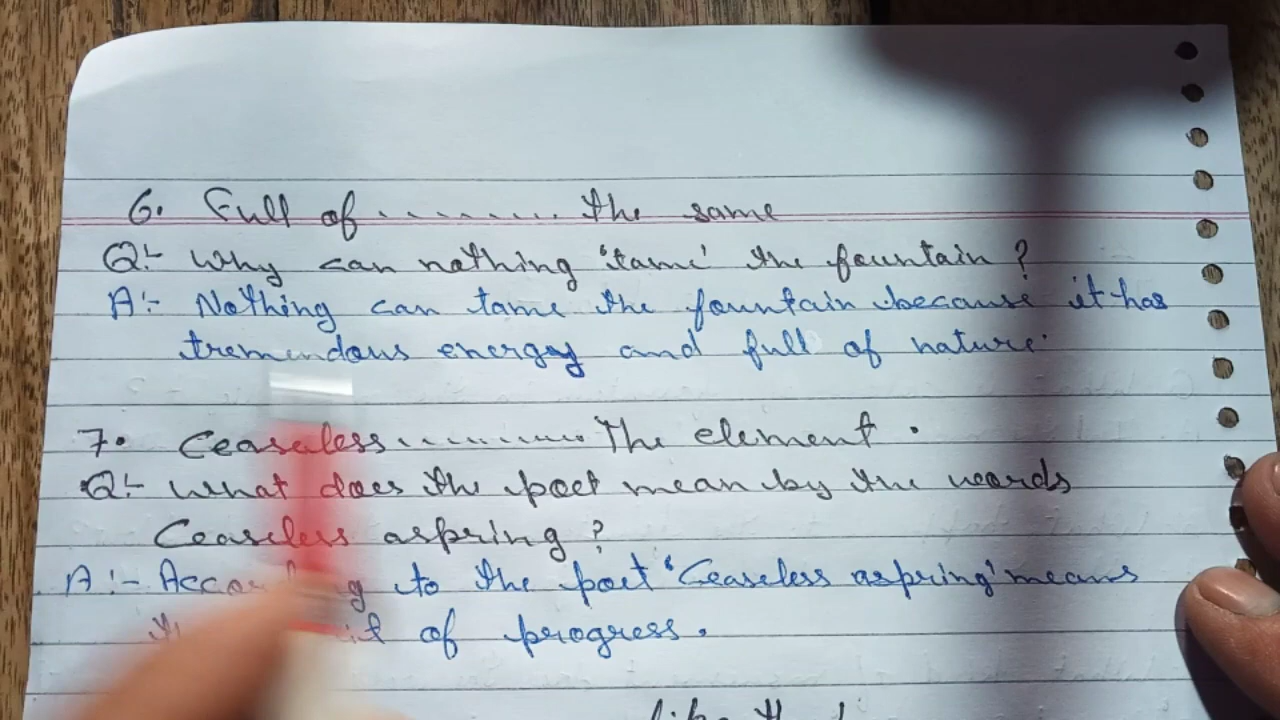 6. Full of ........... the same
Q:- Why can nothing 'tame' the fountain?
A:- Nothing can tame the fountain because it has
tremendous energy and full of nature.
7. Ceaseless ............. The element.
Q:- What does the poet mean by the words
Ceaseless aspring?
A:- According to the poet 'Ceaseless aspring' means
of progress.
like the